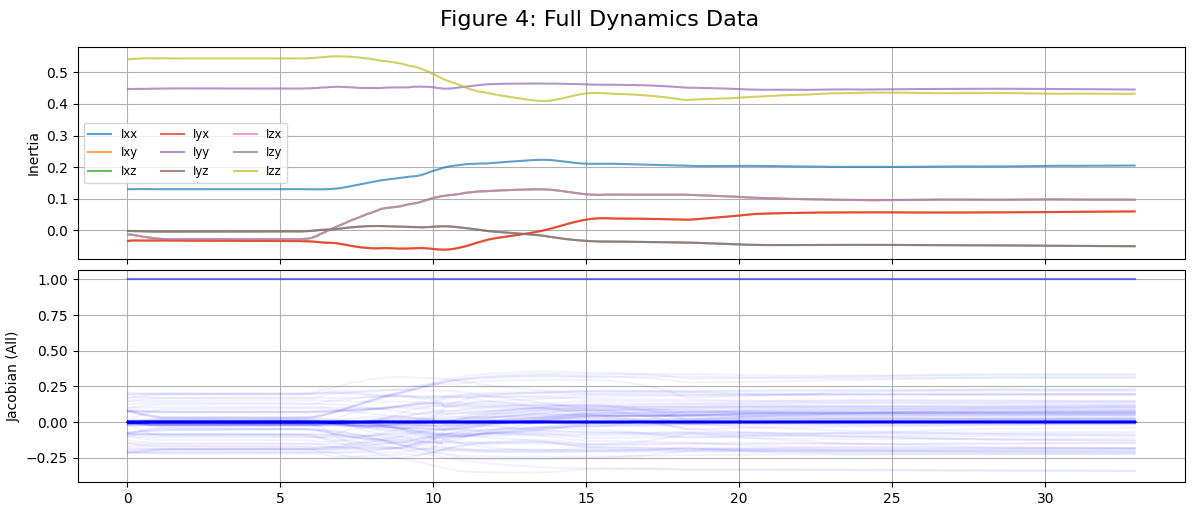 Figure 4: Full Dynamics Data
Inertia
0.5
0.4
0.3
0.2
0.1
0.0
Ixx Iyx Izx
Ixy Iyy Izy
Ixz Iyz Izz
Jacobian (All)
1.00
0.75
0.50
0.25
0.00
−0.25
0 5 10 15 20 25 30